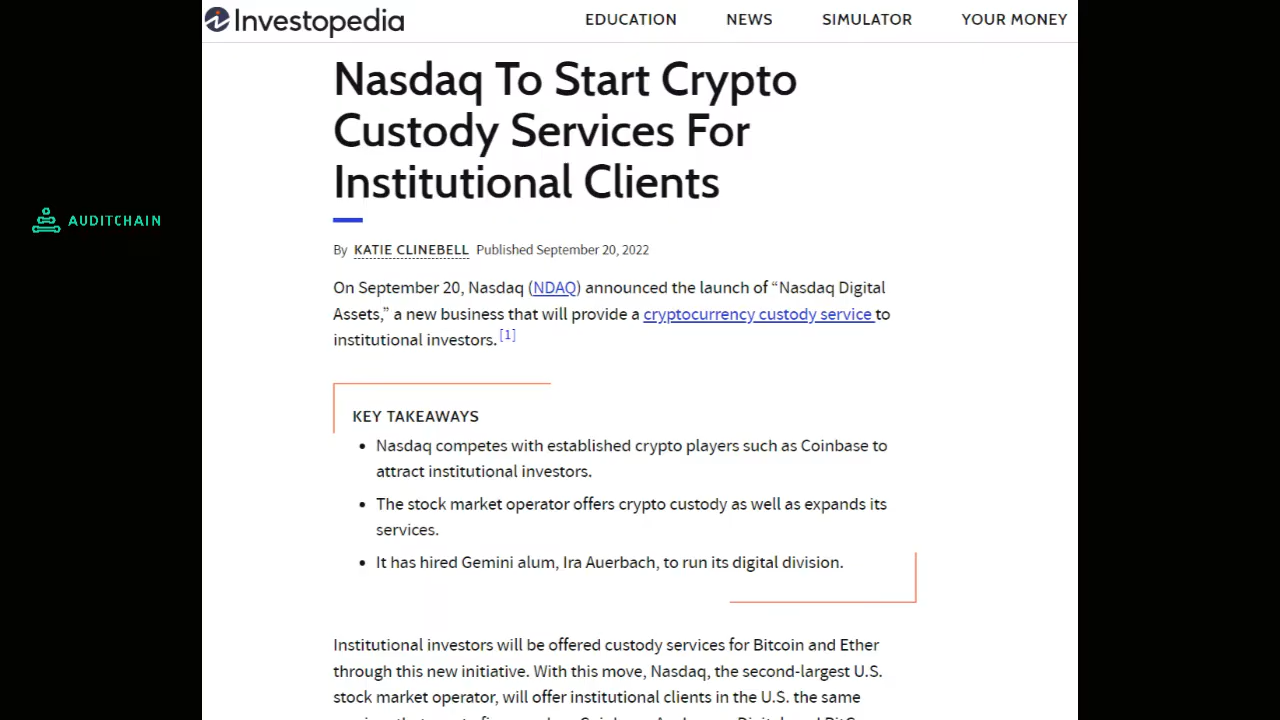 Investopedia
EDUCATION NEWS SIMULATOR YOUR MONEY
Nasdaq To Start Crypto
Custody Services For
Institutional Clients
AUDITCHAIN
By KATIE CLINEBELL Published September 20, 2022
On September 20, Nasdaq (NDAQ) announced the launch of “Nasdaq Digital
Assets,” a new business that will provide a cryptocurrency custody service to
institutional investors. [1]
KEY TAKEAWAYS
• Nasdaq competes with established crypto players such as Coinbase to
attract institutional investors.
• The stock market operator offers crypto custody as well as expands its
services.
• It has hired Gemini alum, Ira Auerbach, to run its digital division.
Institutional investors will be offered custody services for Bitcoin and Ether
through this new initiative. With this move, Nasdaq, the second-largest U.S.
stock market operator, will offer institutional clients in the U.S. the same